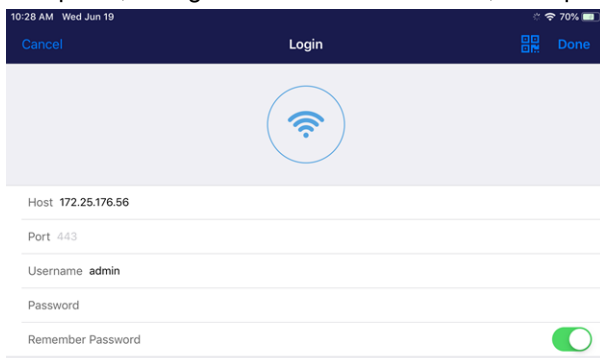 10:28 AM Wed Jun 19 70%
Cancel Login Done
Host 172.25.176.56
Port 443
Username admin
Password
Remember Password